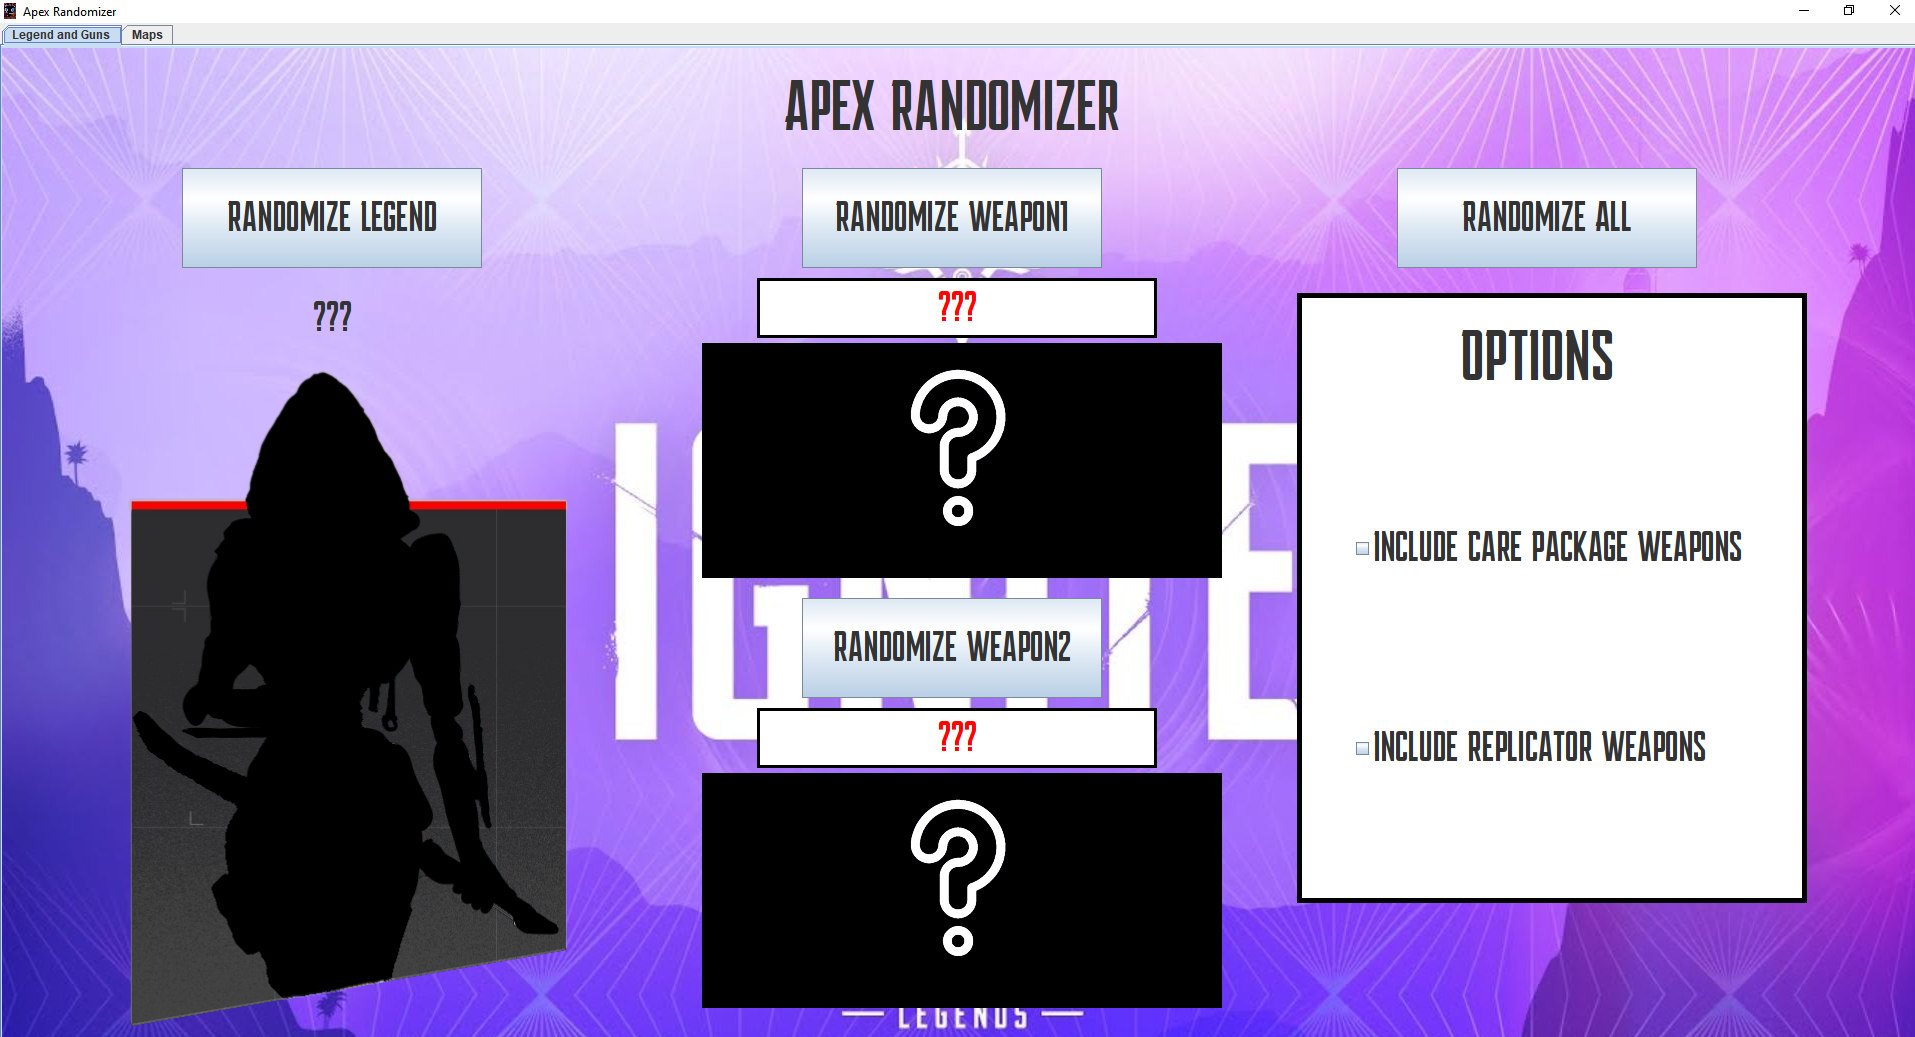 Apex Randomizer
Legend and Guns
Maps
APEX RANDOMIZER
RANDOMIZE LEGEND
RANDOMIZE WEAPON1
RANDOMIZE ALL
???
???
OPTIONS
INCLUDE CARE PACKAGE WEAPONS
RANDOMIZE WEAPON2
???
INCLUDE REPLICATOR WEAPONS
LEGENDS